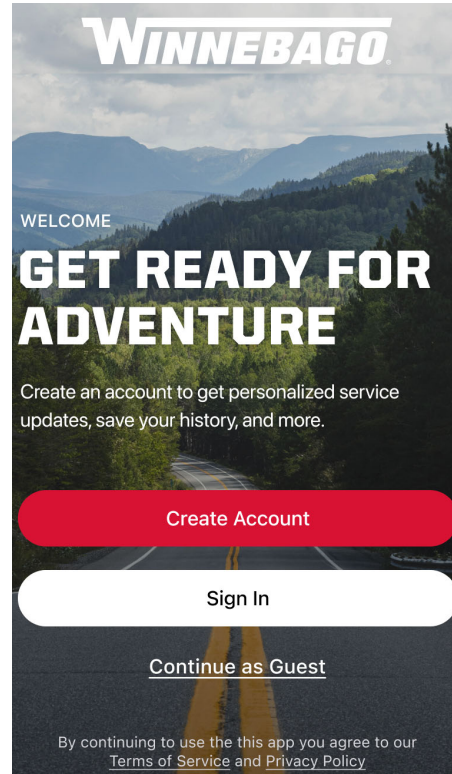 WINNEBAGO®
WELCOME
GET READY FOR
ADVENTURE
Create an account to get personalized service
updates, save your history, and more.
Create Account
Sign In
Continue as Guest
By continuing to use the this app you agree to our
Terms of Service and Privacy Policy